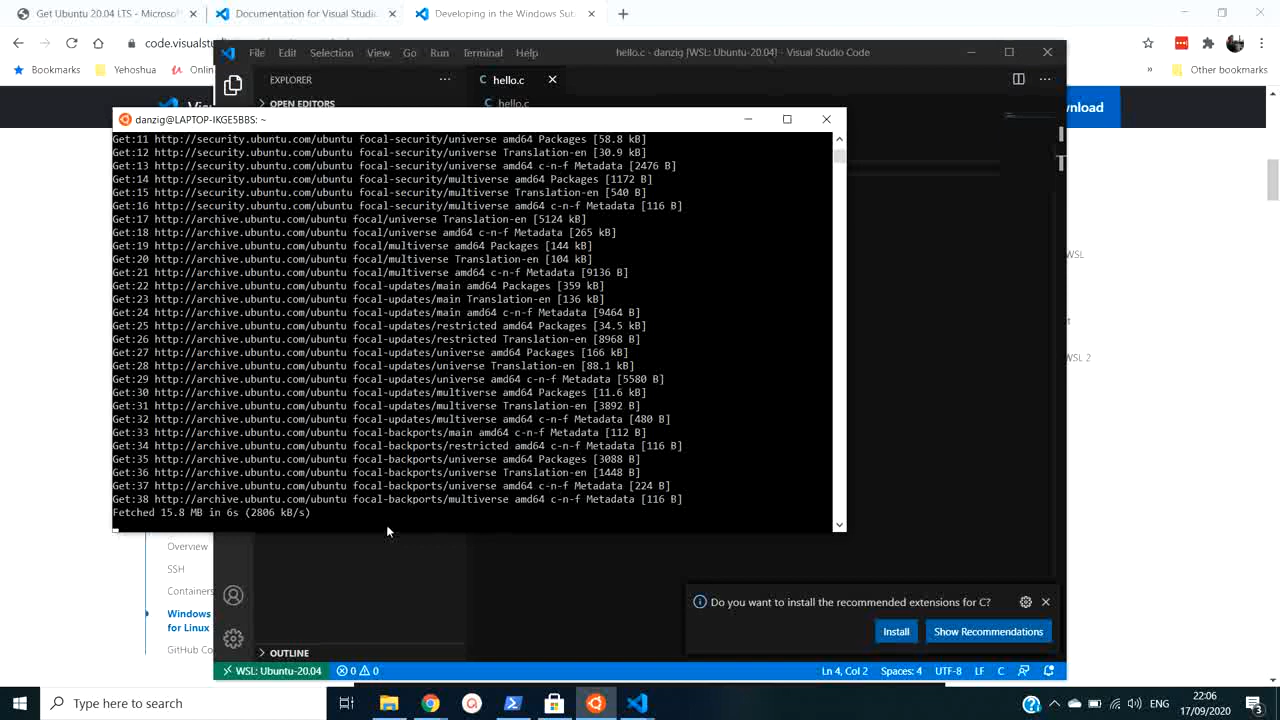 Get Ubuntu 20.04 LTS - Microsoft
Documentation for Visual Studio
Developing in the Windows Sub
code.visualstu
Bookmarks
Yehoshua
Onlin
Other bookmarks
File Edit Selection View Go Run Terminal Help
hello.c - danzig [WSL: Ubuntu-20.04] - Visual Studio Code
EXPLORER
hello.c
OPEN EDITORS
hello.c
wnload
danzig@LAPTOP-IKGE5BBS: ~
Get:11 http://security.ubuntu.com/ubuntu focal-security/universe amd64 Packages [58.8 kB]
Get:12 http://security.ubuntu.com/ubuntu focal-security/universe Translation-en [30.9 kB]
Get:13 http://security.ubuntu.com/ubuntu focal-security/universe amd64 c-n-f Metadata [2476 B]
Get:14 http://security.ubuntu.com/ubuntu focal-security/multiverse amd64 Packages [1172 B]
Get:15 http://security.ubuntu.com/ubuntu focal-security/multiverse Translation-en [540 B]
Get:16 http://security.ubuntu.com/ubuntu focal-security/multiverse amd64 c-n-f Metadata [116 B]
Get:17 http://archive.ubuntu.com/ubuntu focal/universe Translation-en [5124 kB]
Get:18 http://archive.ubuntu.com/ubuntu focal/universe amd64 c-n-f Metadata [265 kB]
Get:19 http://archive.ubuntu.com/ubuntu focal/multiverse amd64 Packages [144 kB]
Get:20 http://archive.ubuntu.com/ubuntu focal/multiverse Translation-en [104 kB]
Get:21 http://archive.ubuntu.com/ubuntu focal/multiverse amd64 c-n-f Metadata [9136 B]
Get:22 http://archive.ubuntu.com/ubuntu focal-updates/main amd64 Packages [359 kB]
Get:23 http://archive.ubuntu.com/ubuntu focal-updates/main Translation-en [136 kB]
Get:24 http://archive.ubuntu.com/ubuntu focal-updates/main amd64 c-n-f Metadata [9464 B]
Get:25 http://archive.ubuntu.com/ubuntu focal-updates/restricted amd64 Packages [34.5 kB]
Get:26 http://archive.ubuntu.com/ubuntu focal-updates/restricted Translation-en [8968 B]
Get:27 http://archive.ubuntu.com/ubuntu focal-updates/universe amd64 Packages [166 kB]
Get:28 http://archive.ubuntu.com/ubuntu focal-updates/universe Translation-en [88.1 kB]
Get:29 http://archive.ubuntu.com/ubuntu focal-updates/universe amd64 c-n-f Metadata [5580 B]
Get:30 http://archive.ubuntu.com/ubuntu focal-updates/multiverse amd64 Packages [11.6 kB]
Get:31 http://archive.ubuntu.com/ubuntu focal-updates/multiverse Translation-en [3892 B]
Get:32 http://archive.ubuntu.com/ubuntu focal-updates/multiverse amd64 c-n-f Metadata [480 B]
Get:33 http://archive.ubuntu.com/ubuntu focal-backports/main amd64 c-n-f Metadata [112 B]
Get:34 http://archive.ubuntu.com/ubuntu focal-backports/restricted amd64 c-n-f Metadata [116 B]
Get:35 http://archive.ubuntu.com/ubuntu focal-backports/universe amd64 Packages [3088 B]
Get:36 http://archive.ubuntu.com/ubuntu focal-backports/universe Translation-en [1448 B]
Get:37 http://archive.ubuntu.com/ubuntu focal-backports/universe amd64 c-n-f Metadata [224 B]
Get:38 http://archive.ubuntu.com/ubuntu focal-backports/multiverse amd64 c-n-f Metadata [116 B]
Fetched 15.8 MB in 6s (2806 kB/s)
WSL
WSL 2
Overview
SSH
Containers
Windows
for Linux
GitHub Co
Do you want to install the recommended extensions for C?
Install
Show Recommendations
OUTLINE
WSL: Ubuntu-20.04
0 0
Ln 4, Col 2
Spaces: 4
UTF-8
LF
C
Type here to search
ENG
22:06
17/09/2020
3